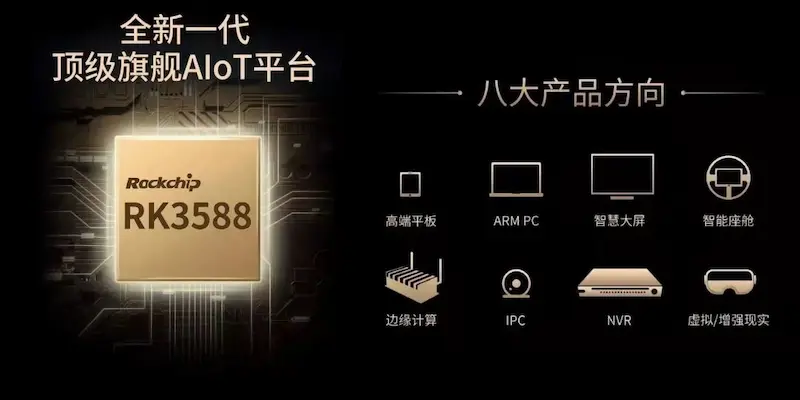 全新一代
顶级旗舰AIoT平台
Rockchip
RK3588
八大产品方向
高端平板
ARM PC
智慧大屏
智能座舱
边缘计算
IPC
NVR
虚拟/增强现实